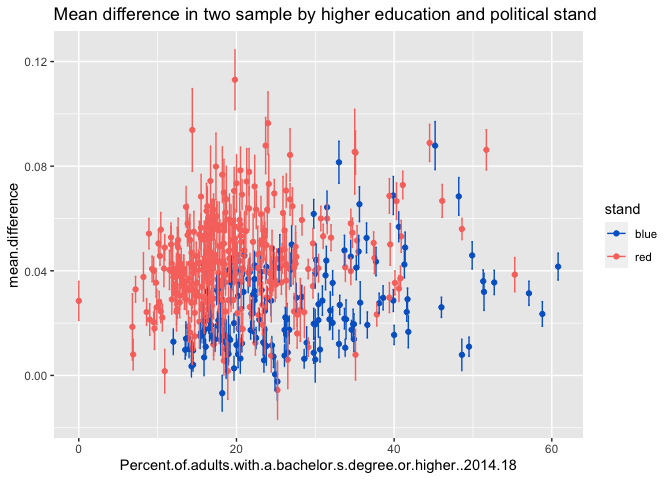 Mean difference in two sample by higher education and political stand
0.12
0.08
0.04
0.00
mean.difference
0
20
40
60
Percent.of.adults.with.a.bachelor.s.degree.or.higher..2014.18
stand
blue
red